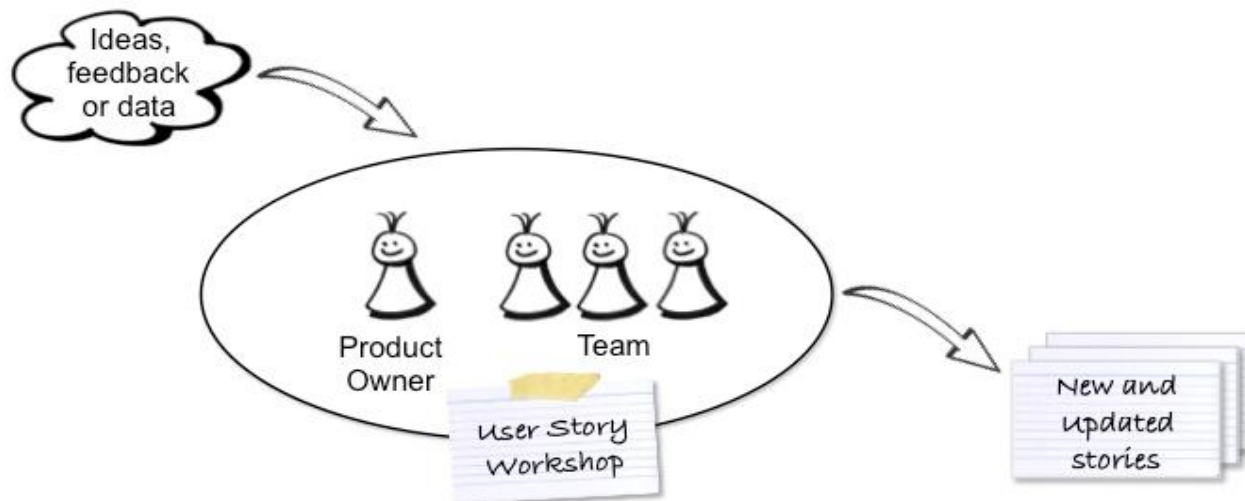 Ideas,
feedback
or data
Product
Owner
Team
User Story
Workshop
New and
updated
stories